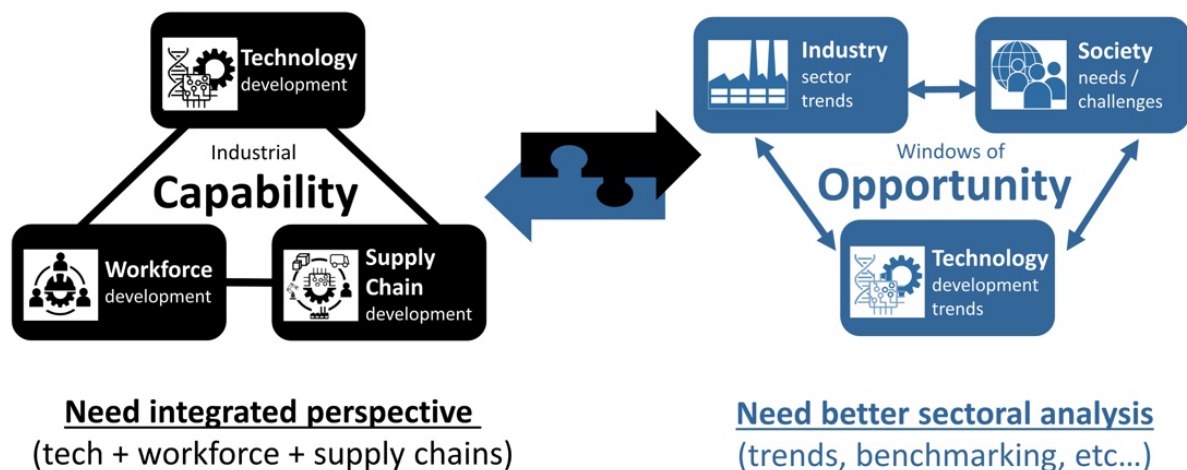 Technology
development
Industrial
Capability
Workforce
development
Supply
Chain
development
Need integrated perspective
(tech + workforce + supply chains)
Industry
sector
trends
Society
needs /
challenges
Windows of
Opportunity
Technology
development
trends
Need better sectoral analysis
(trends, benchmarking, etc...)